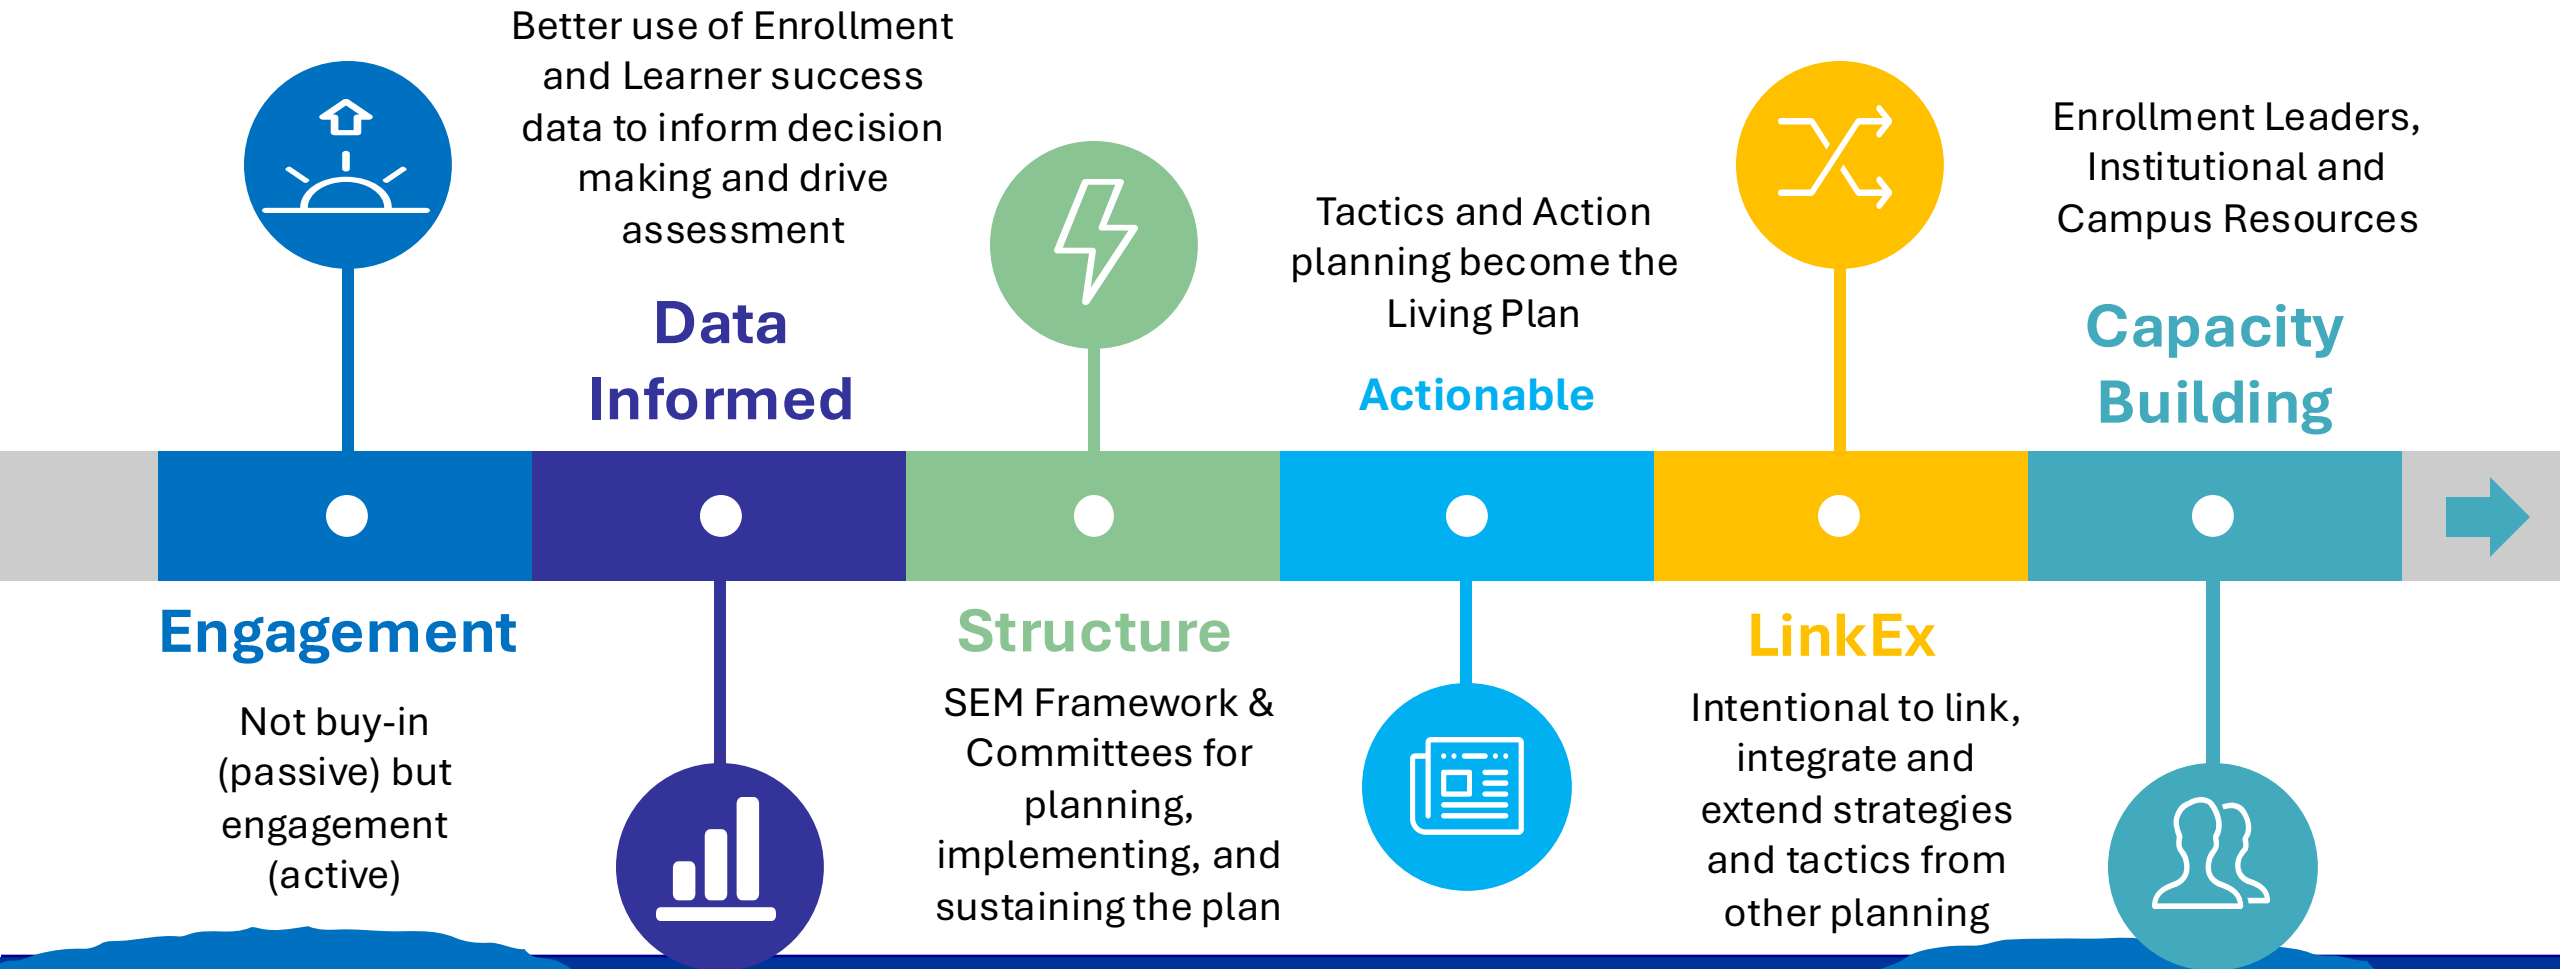 Engagement
Not buy-in
(passive) but
engagement
(active)
Better use of Enrollment
and Learner success
data to inform decision
making and drive
assessment
Data
Informed
Structure
SEM Framework &
Committees for
planning,
implementing, and
sustaining the plan
Tactics and Action
planning become the
Living Plan
Actionable
LinkEx
Intentional to link,
integrate and
extend strategies
and tactics from
other planning
Enrollment Leaders,
Institutional and
Campus Resources
Capacity
Building